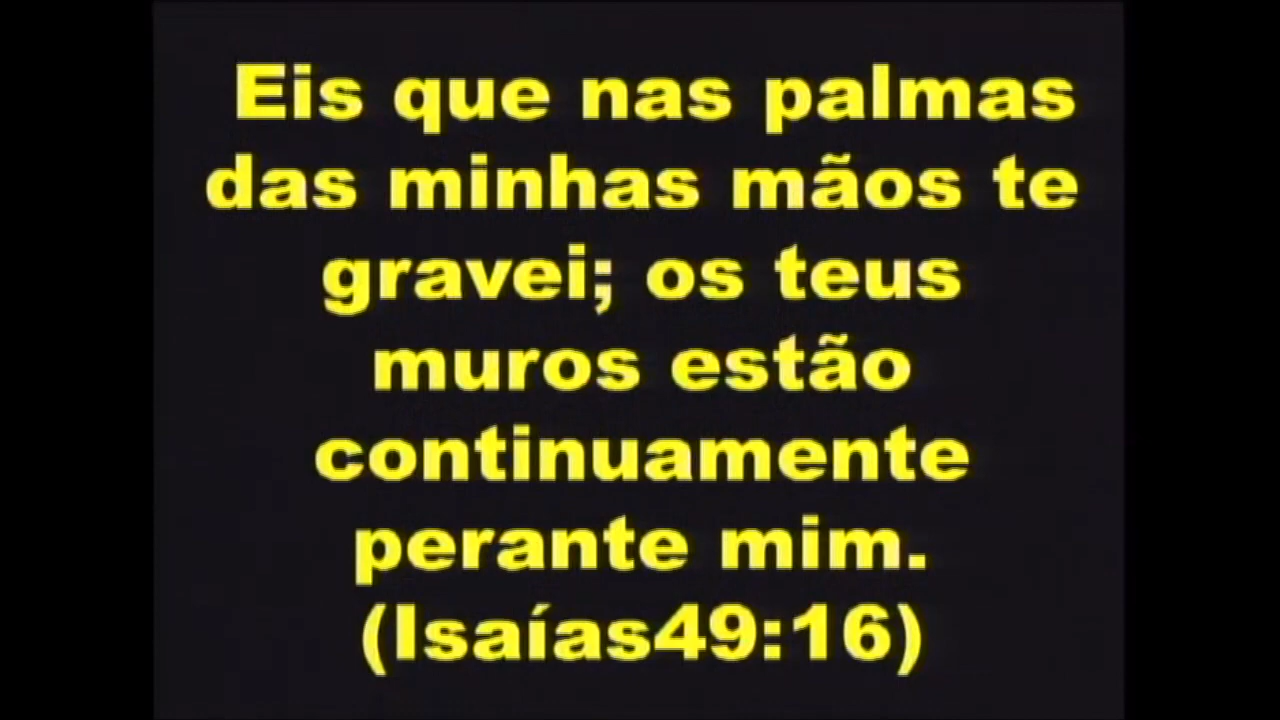 Eis que nas palmas
das minhas mãos te
gravei; os teus
muros estão
continuamente
perante mim.
(Isaías49:16)